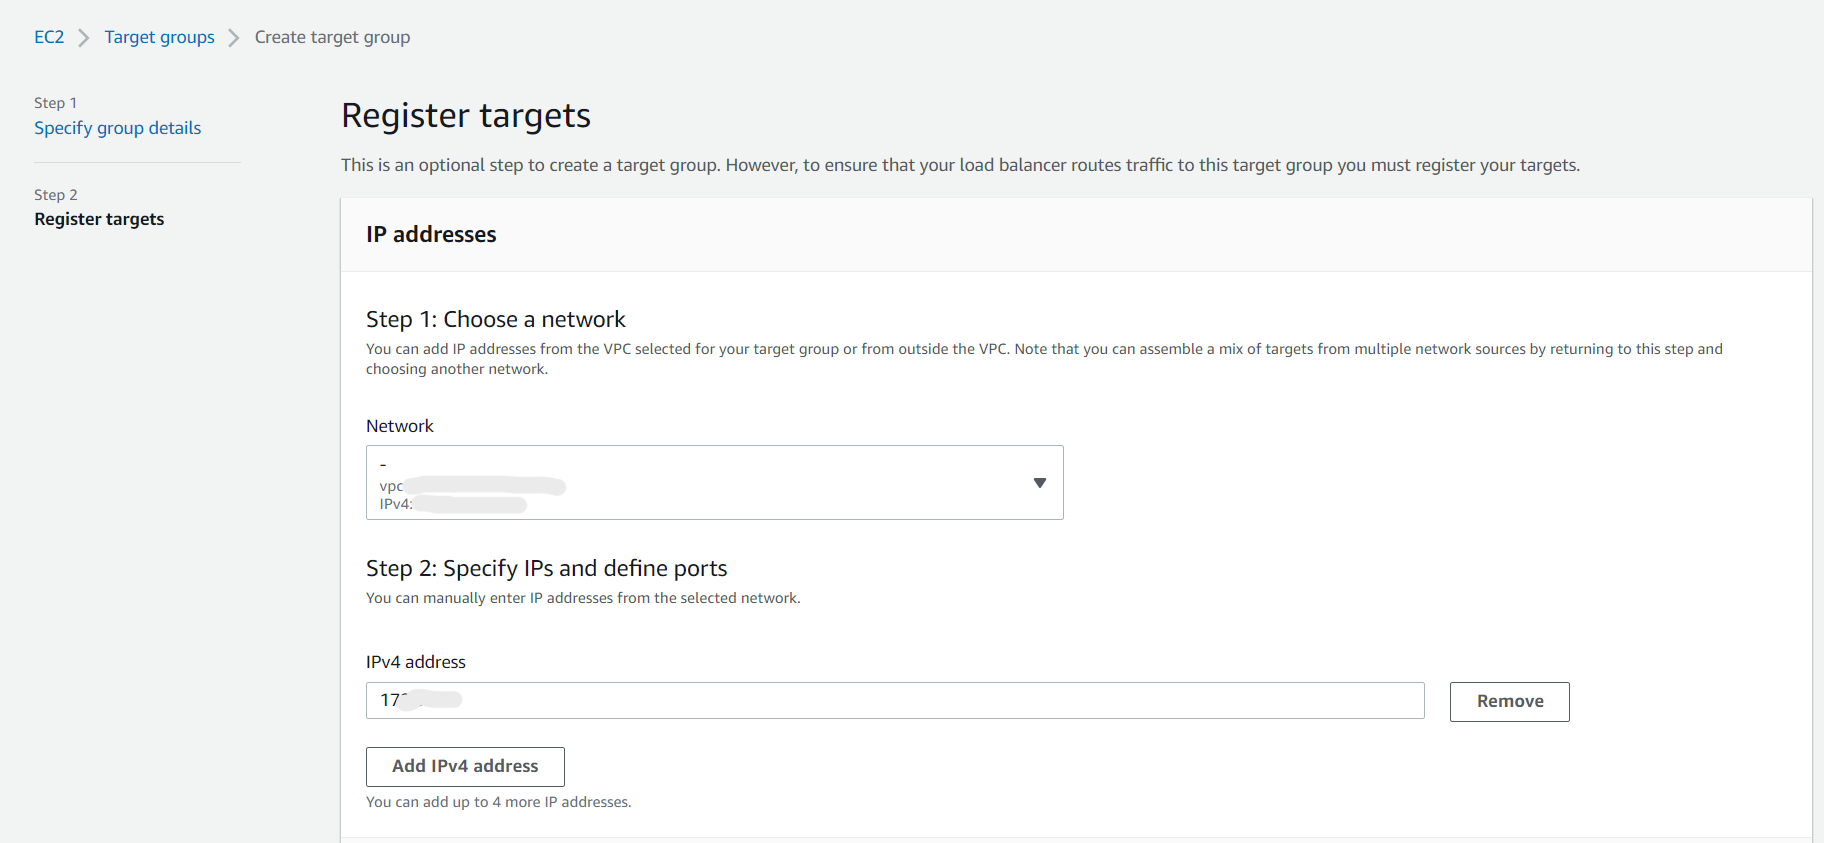 EC2 > Target groups > Create target group
Step 1
Specify group details
Step 2
Register targets
Register targets
This is an optional step to create a target group. However, to ensure that your load balancer routes traffic to this target group you must register your targets.
IP addresses
Step 1: Choose a network
You can add IP addresses from the VPC selected for your target group or from outside the VPC. Note that you can assemble a mix of targets from multiple network sources by returning to this step and
choosing another network.
Network
-
vpc
IPv4:
Step 2: Specify IPs and define ports
You can manually enter IP addresses from the selected network.
IPv4 address
17
Remove
Add IPv4 address
You can add up to 4 more IP addresses.